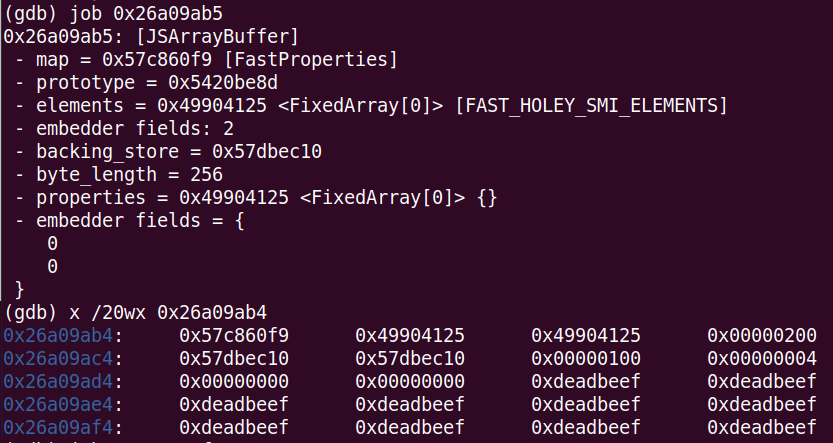 (gdb) job 0x26a09ab5
0x26a09ab5: [JSArrayBuffer]
 - map = 0x57c860f9 [FastProperties]
 - prototype = 0x5420be8d
 - elements = 0x49904125 <FixedArray[0]> [FAST_HOLEY_SMI_ELEMENTS]
 - embedder fields: 2
 - backing_store = 0x57dbec10
 - byte_length = 256
 - properties = 0x49904125 <FixedArray[0]> {}
 - embedder fields = {
    0
    0
 }
(gdb) x /20wx 0x26a09ab4
0x26a09ab4:     0x57c860f9      0x49904125      0x49904125      0x00000200
0x26a09ac4:     0x57dbec10      0x57dbec10      0x00000100      0x00000004
0x26a09ad4:     0x00000000      0x00000000      0xdeadbeef      0xdeadbeef
0x26a09ae4:     0xdeadbeef      0xdeadbeef      0xdeadbeef      0xdeadbeef
0x26a09af4:     0xdeadbeef      0xdeadbeef      0xdeadbeef      0xdeadbeef